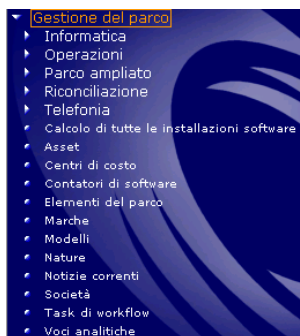 Gestione del parco
Informatica
Operazioni
Parco ampliato
Riconciliazione
Telefonia
Calcolo di tutte le installazioni software
Asset
Centri di costo
Contatori di software
Elementi del parco
Marche
Modelli
Nature
Notizie correnti
Società
Task di workflow
Voci analitiche